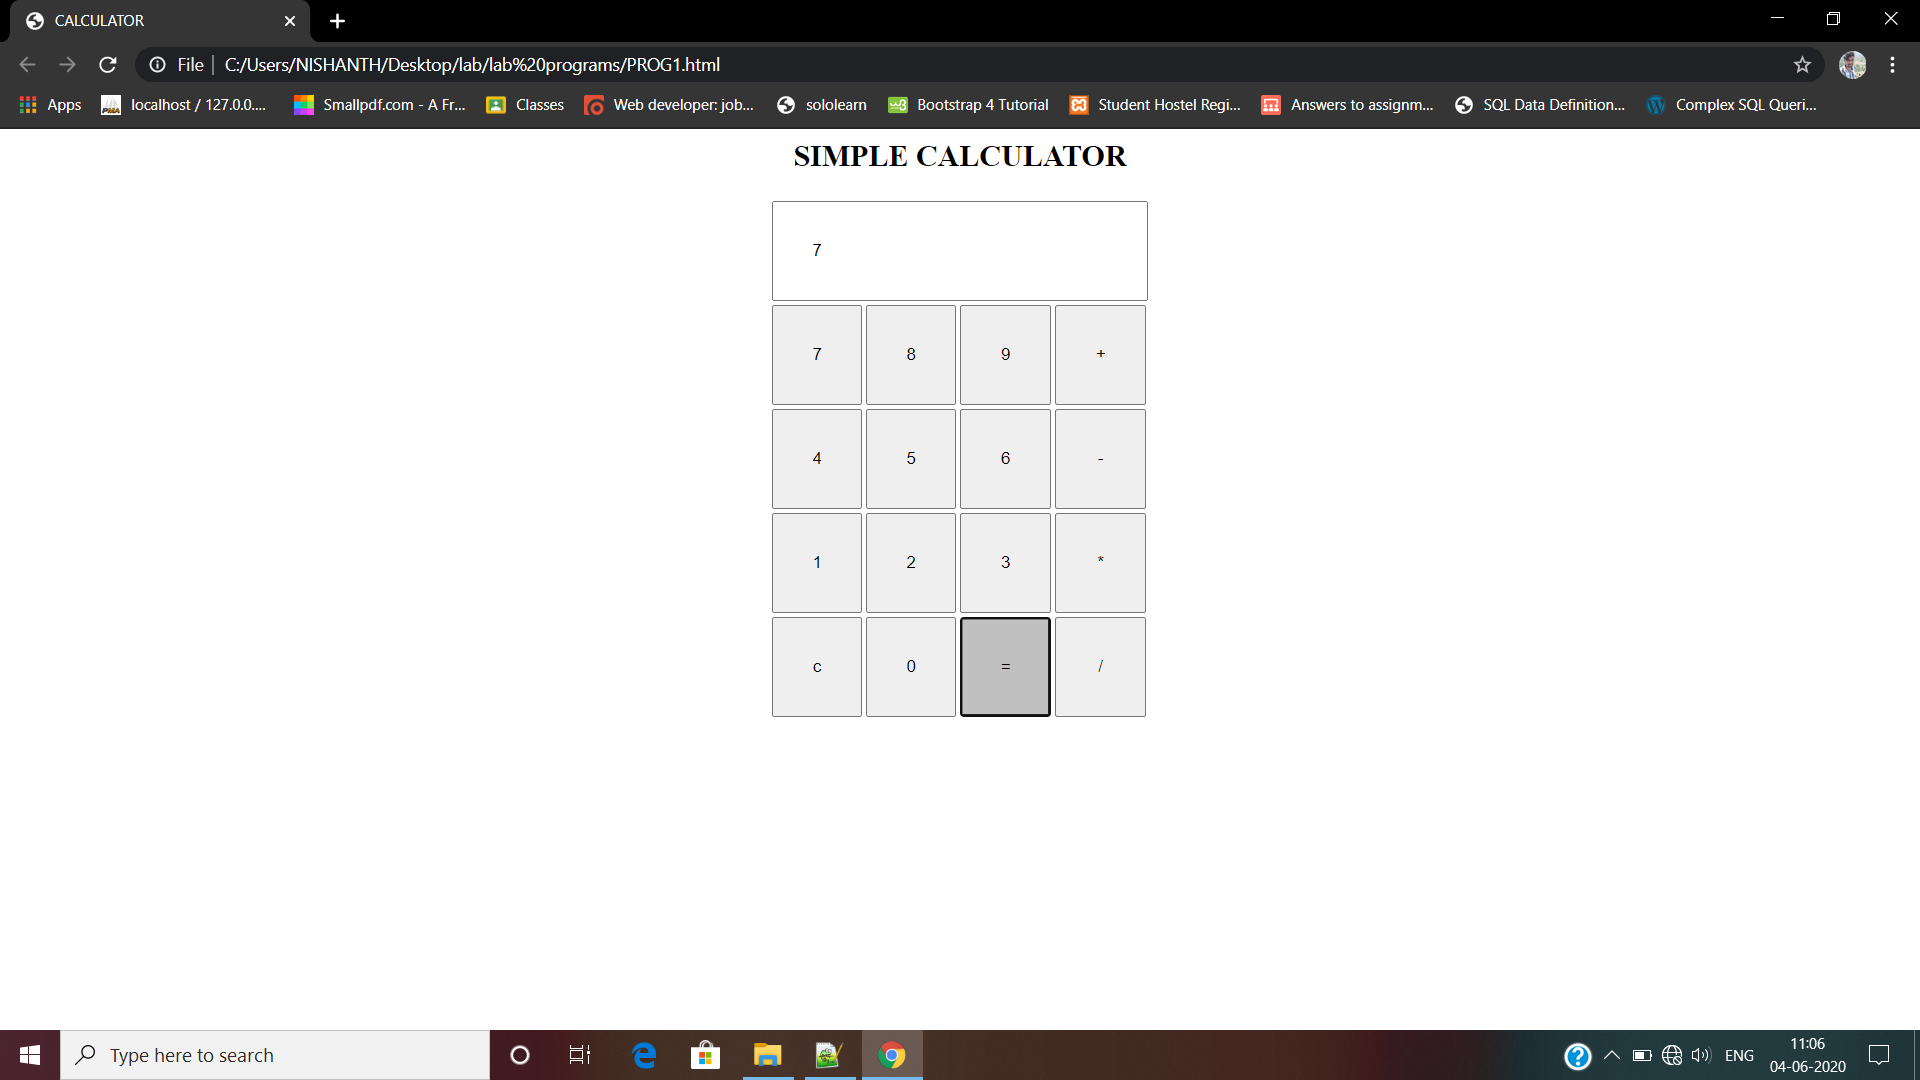 CALCULATOR
File C:/Users/NISHANTH/Desktop/lab/lab%20programs/PROG1.html
Apps localhost / 127.0.0.... Smallpdf.com - A Fr... Classes Web developer: job... sololearn Bootstrap 4 Tutorial Student Hostel Regi... Answers to assignm... SQL Data Definition... Complex SQL Queri...
SIMPLE CALCULATOR
7
7 8 9 +
4 5 6 -
1 2 3 *
c 0 = /
Type here to search
ENG
11:06
04-06-2020